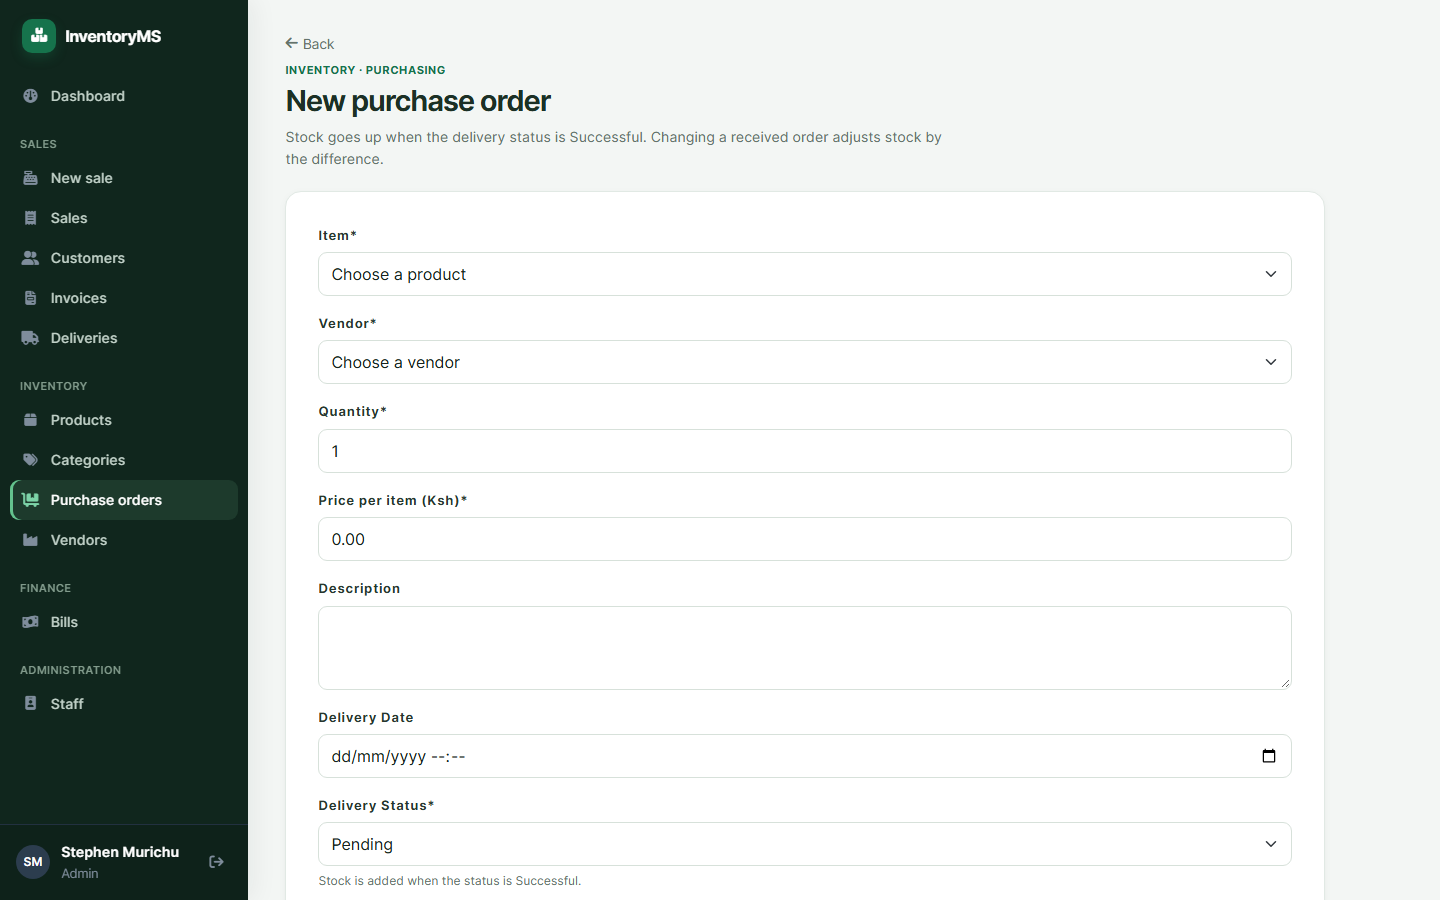 InventoryMS
Dashboard
SALES
New sale
Sales
Customers
Invoices
Deliveries
INVENTORY
Products
Categories
Purchase orders
Vendors
FINANCE
Bills
ADMINISTRATION
Staff
SM
Stephen Murichu
Admin
Back
INVENTORY · PURCHASING
New purchase order
Stock goes up when the delivery status is Successful. Changing a received order adjusts stock by
the difference.
Item*
Choose a product
Vendor*
Choose a vendor
Quantity*
1
Price per item (Ksh)*
0.00
Description
Delivery Date
dd/mm/yyyy --:--
Delivery Status*
Pending
Stock is added when the status is Successful.